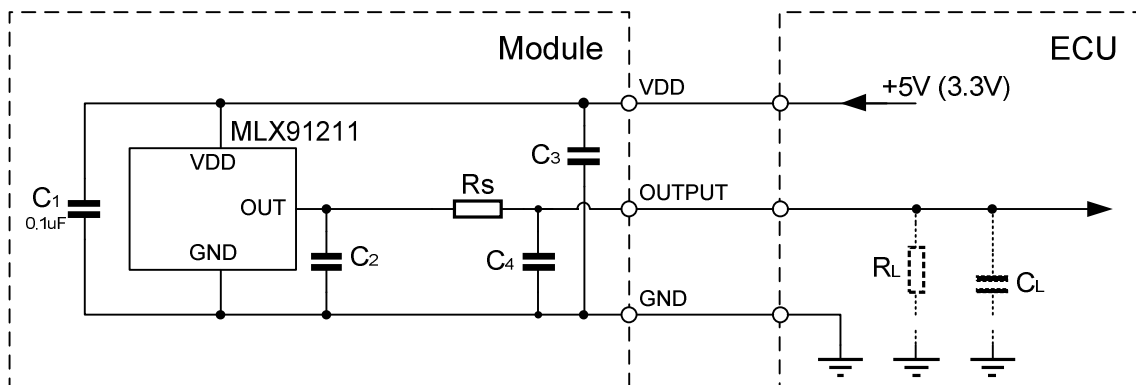 Module
ECU
VDD
+5V (3.3V)
MLX91211
VDD
C3
C1
0.1uF
OUT
Rs
OUTPUT
GND
C2
C4
RL
CL
GND